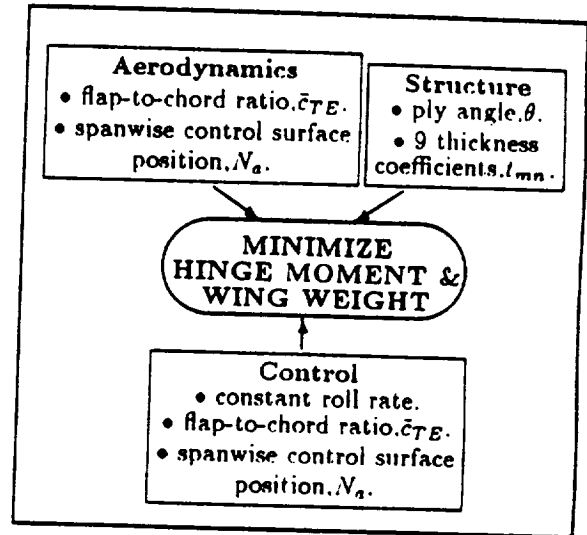 Aerodynamics
• flap-to-chord ratio, c̄TE.
• spanwise control surface
position, Na.
Structure
• ply angle, θ.
• 9 thickness
coefficients, tmn.
MINIMIZE
HINGE MOMENT &
WING WEIGHT
Control
• constant roll rate.
• flap-to-chord ratio, c̄TE.
• spanwise control surface
position, Na.